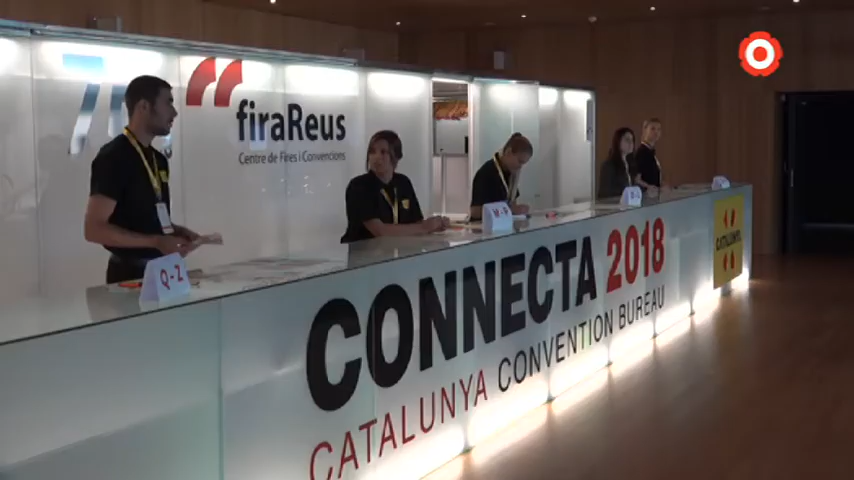 firaReus
Centre de Fires i Convencions
Q-Z
M-P
CONNECTA 2018
CATALUNYA CONVENTION BUREAU
CATALUNYA